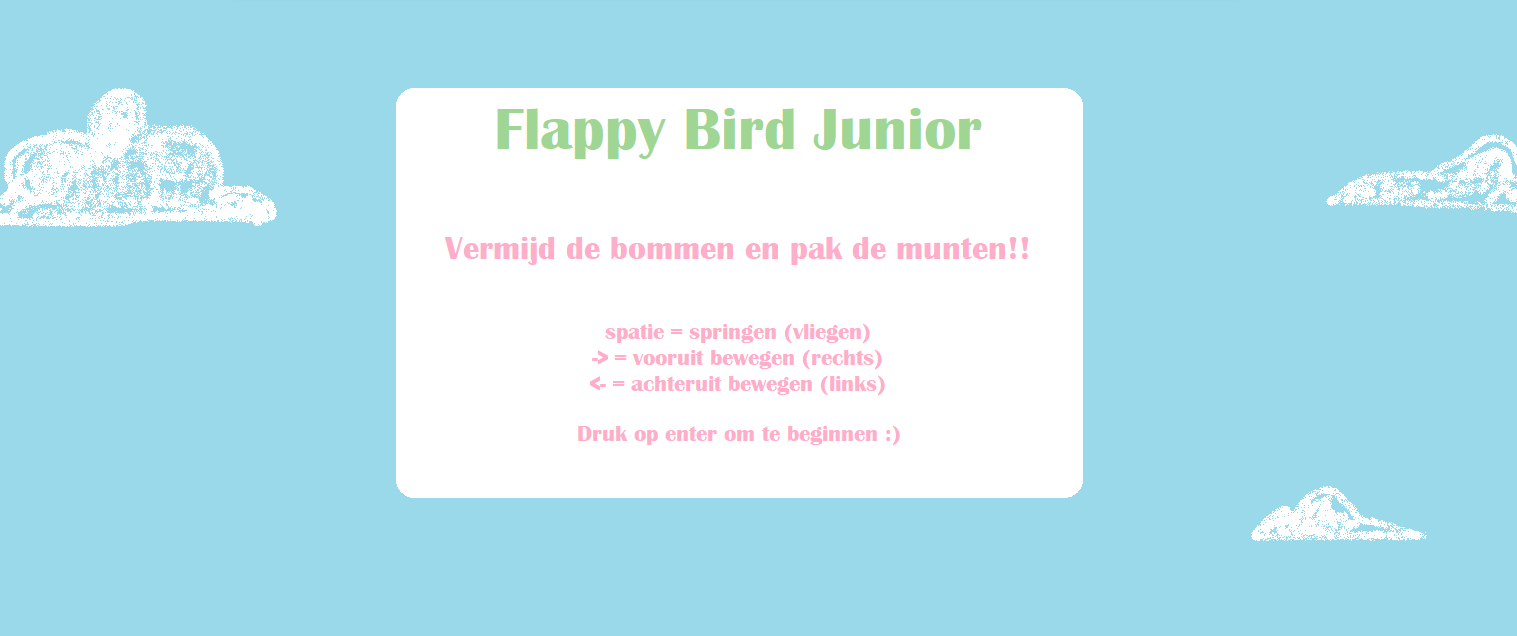 Flappy Bird Junior
Vermijd de bommen en pak de munten!!
spatie = springen (vliegen)
-> = vooruit bewegen (rechts)
<- = achteruit bewegen (links)
Druk op enter om te beginnen :)